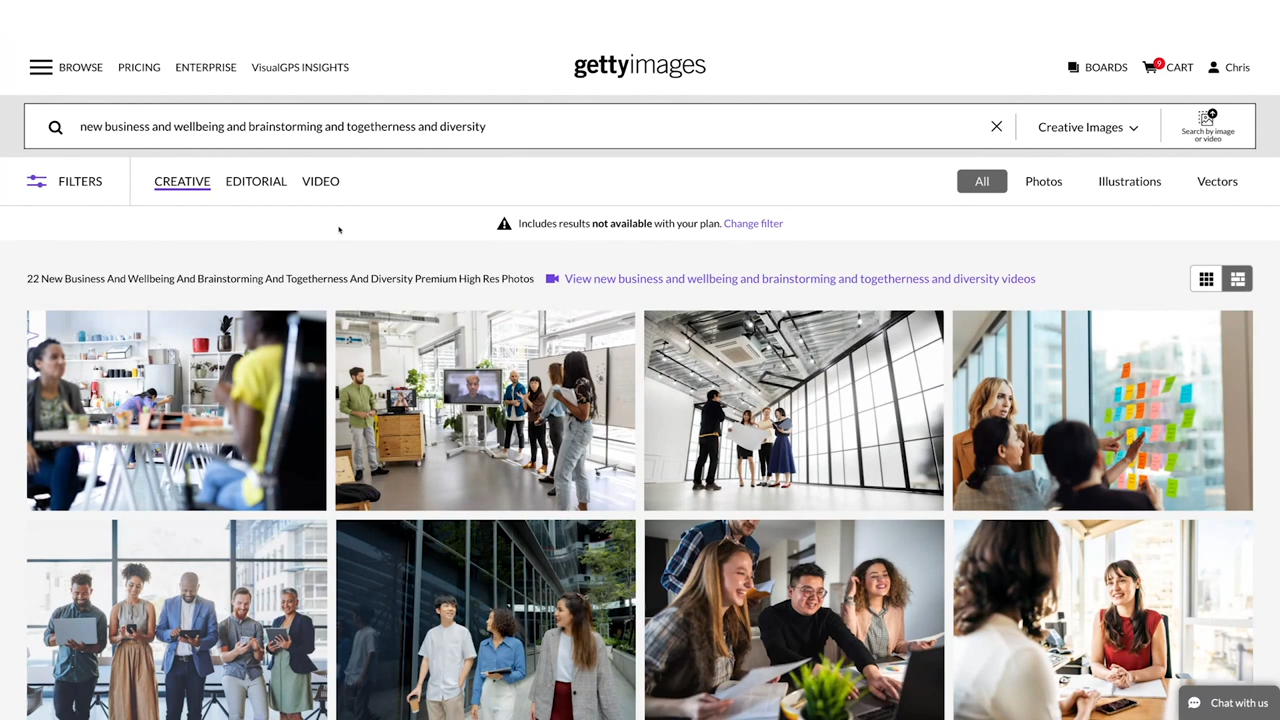 BROWSE PRICING ENTERPRISE VisualGPS INSIGHTS gettyimages BOARDS 9 CART Chris
new business and wellbeing and brainstorming and togetherness and diversity Creative Images Search by image
or video
FILTERS CREATIVE EDITORIAL VIDEO All Photos Illustrations Vectors
Includes results not available with your plan. Change filter
22 New Business And Wellbeing And Brainstorming And Togetherness And Diversity Premium High Res Photos View new business and wellbeing and brainstorming and togetherness and diversity videos
Chat with us